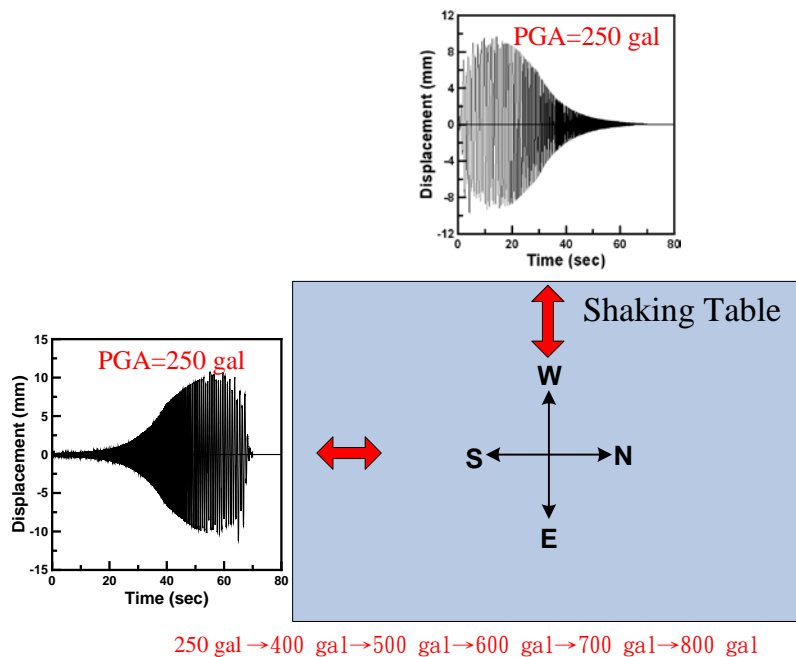 PGA=250 gal
12
8
4
0
-4
-8
-12
Displacement (mm)
0 20 40 60 80
Time (sec)
Shaking Table
PGA=250 gal
15
10
5
0
-5
-10
-15
Displacement (mm)
0 20 40 60 80
Time (sec)
W
S N
E
250 gal→400 gal→500 gal→600 gal→700 gal→800 gal